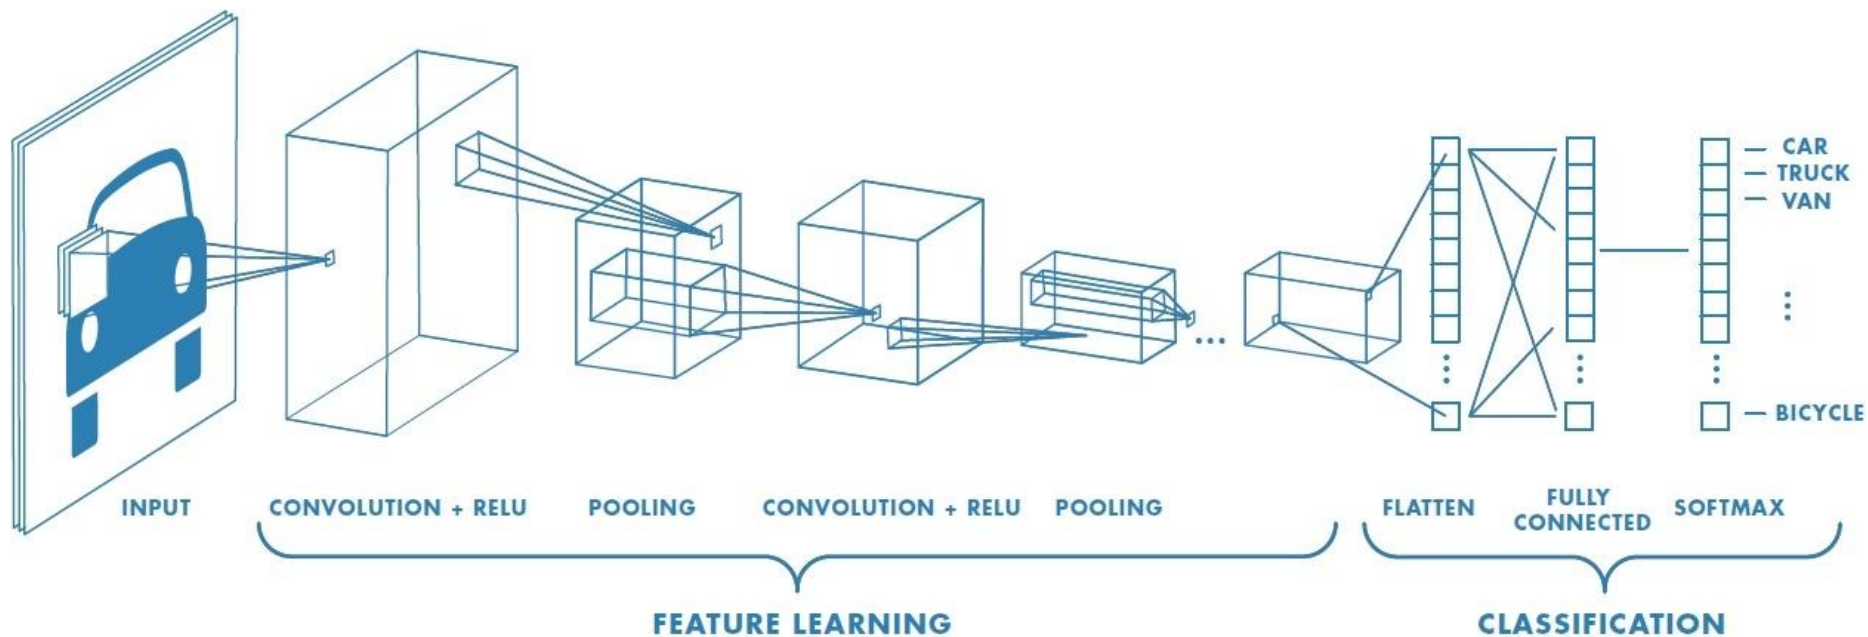 CAR
TRUCK
VAN
BICYCLE
INPUT
CONVOLUTION + RELU
POOLING
CONVOLUTION + RELU
POOLING
FLATTEN
FULLY
CONNECTED
SOFTMAX
FEATURE LEARNING
CLASSIFICATION